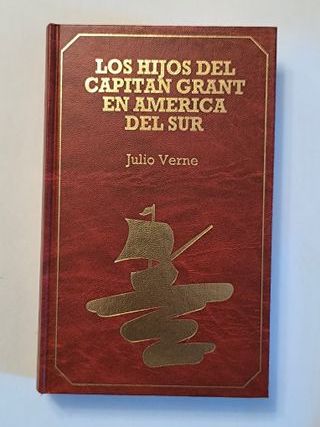 LOS HIJOS DEL
CAPITAN GRANT
EN AMERICA
DEL SUR
Julio Verne